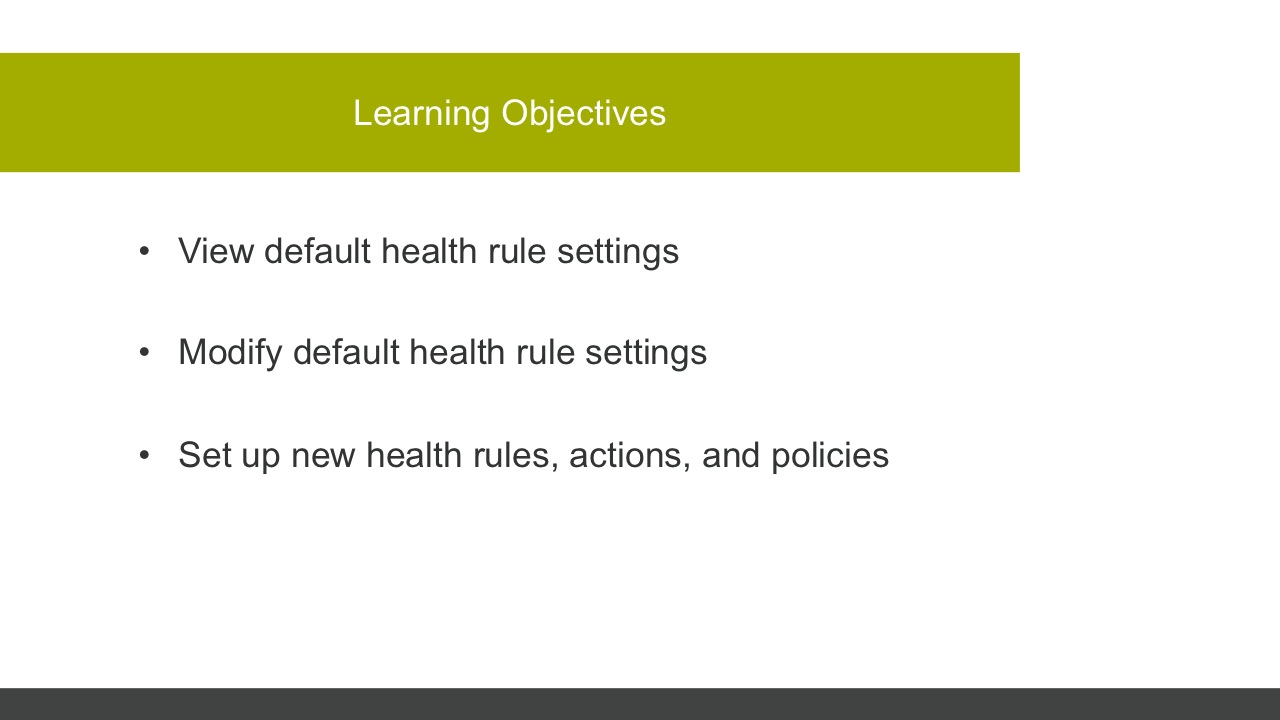 Learning Objectives
• View default health rule settings
• Modify default health rule settings
• Set up new health rules, actions, and policies